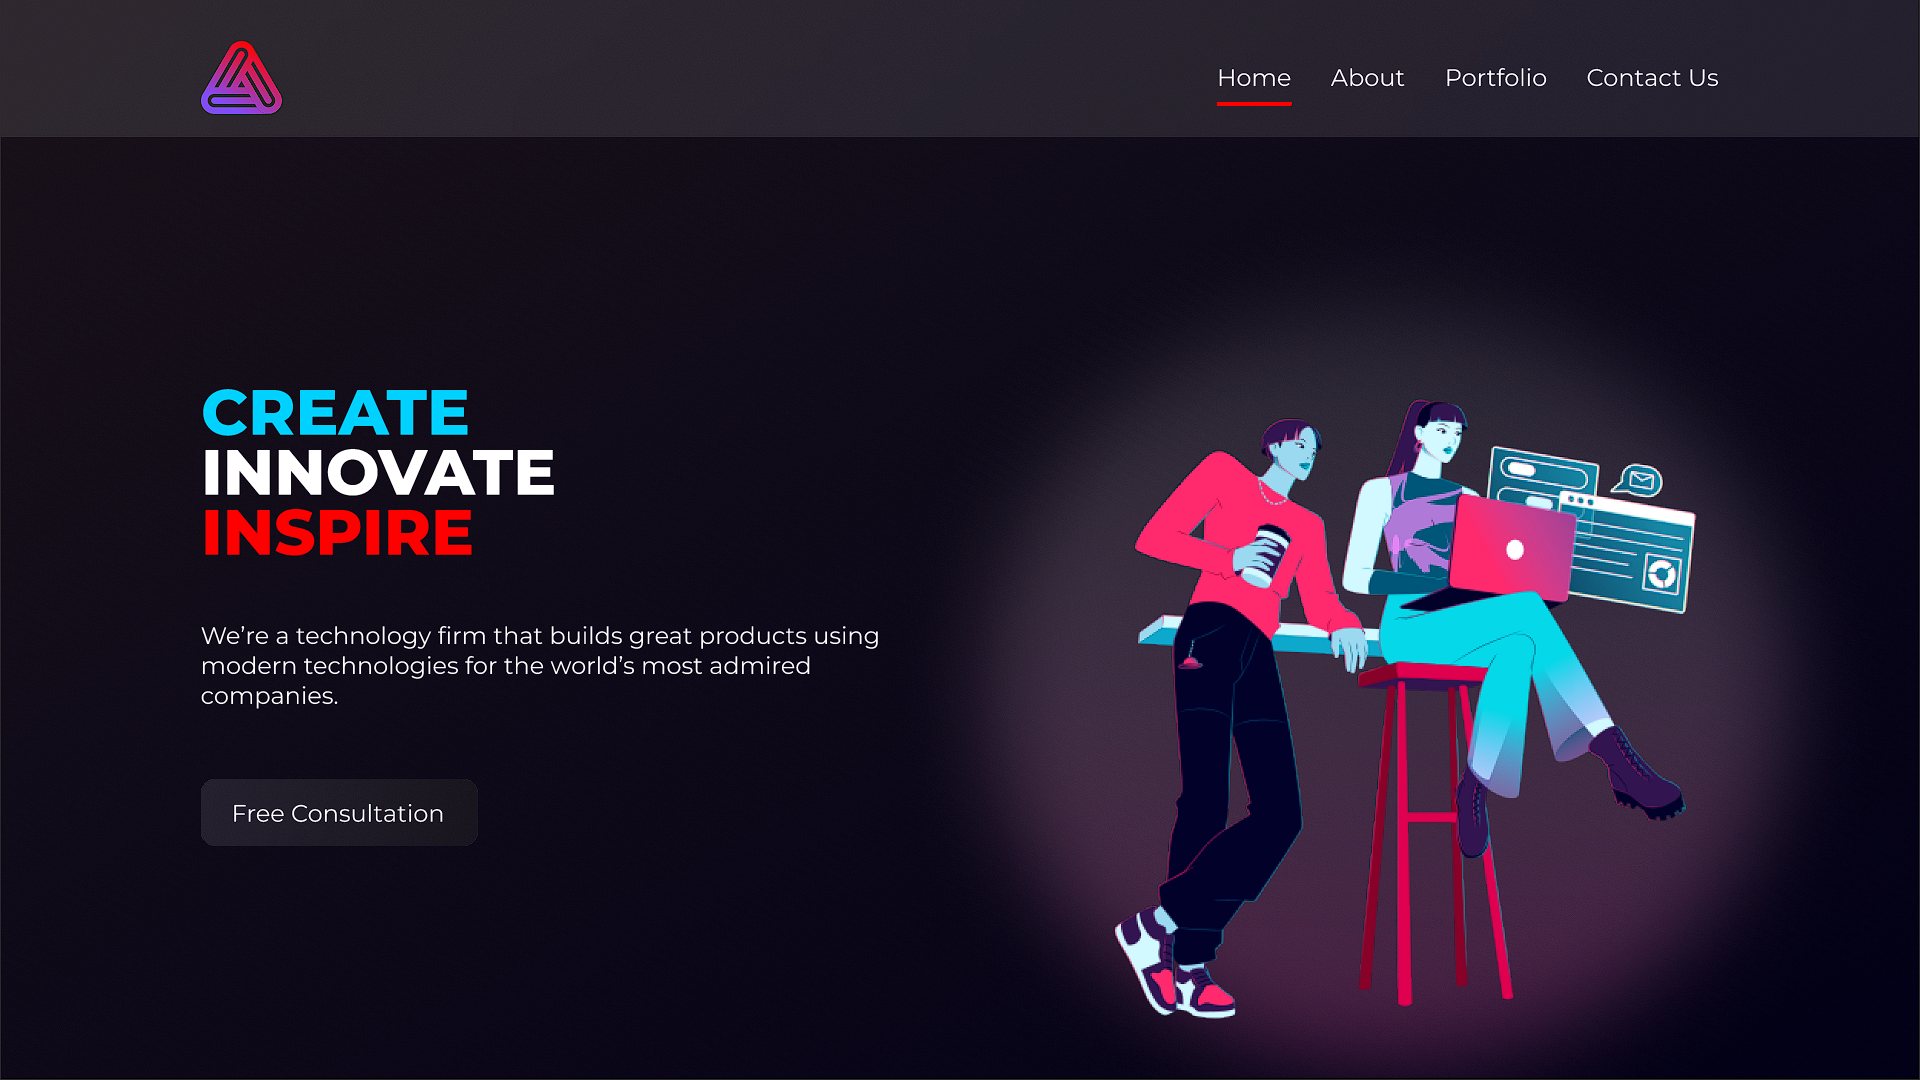 Home About Portfolio Contact Us
CREATE
INNOVATE
INSPIRE
We’re a technology firm that builds great products using
modern technologies for the world’s most admired
companies.
Free Consultation